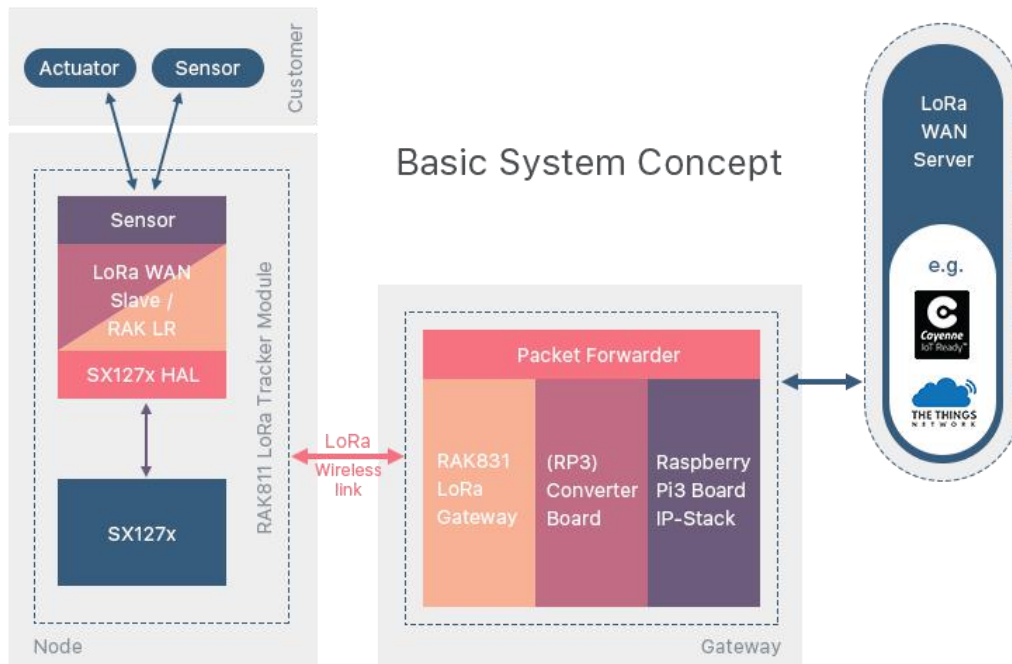 Actuator
Sensor
Customer
Basic System Concept
Sensor
LoRa WAN
Slave /
RAK LR
SX127x HAL
SX127x
RAK811 LoRa Tracker Module
Node
LoRa
Wireless
link
Packet Forwarder
RAK831
LoRa
Gateway
(RP3)
Converter
Board
Raspberry
Pi3 Board
IP-Stack
Gateway
LoRa
WAN
Server
e.g.
Cayenne
IoT Ready™
THE THINGS
NETWORK